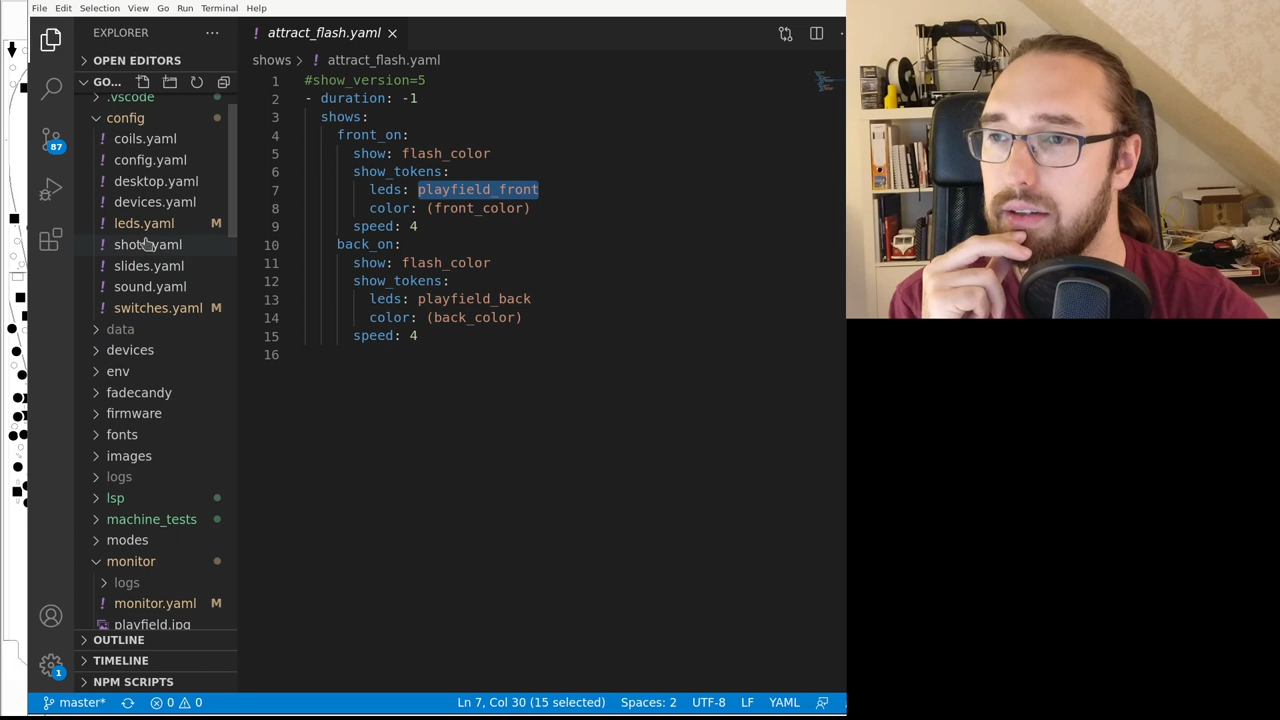 File Edit Selection View Go Run Terminal Help
EXPLORER
OPEN EDITORS
GO...
.vscode
config
coils.yaml
config.yaml
desktop.yaml
devices.yaml
leds.yaml M
shots.yaml
slides.yaml
sound.yaml
switches.yaml M
data
devices
env
fadecandy
firmware
fonts
images
logs
lsp
machine_tests
modes
monitor
logs
monitor.yaml M
playfield.jpg
OUTLINE
TIMELINE
NPM SCRIPTS
87
1
attract_flash.yaml
shows > attract_flash.yaml
1 #show_version=5
2 - duration: -1
3 shows:
4 front_on:
5 show: flash_color
6 show_tokens:
7 leds: playfield_front
8 color: (front_color)
9 speed: 4
10 back_on:
11 show: flash_color
12 show_tokens:
13 leds: playfield_back
14 color: (back_color)
15 speed: 4
16
master* 0 0 Ln 7, Col 30 (15 selected) Spaces: 2 UTF-8 LF YAML